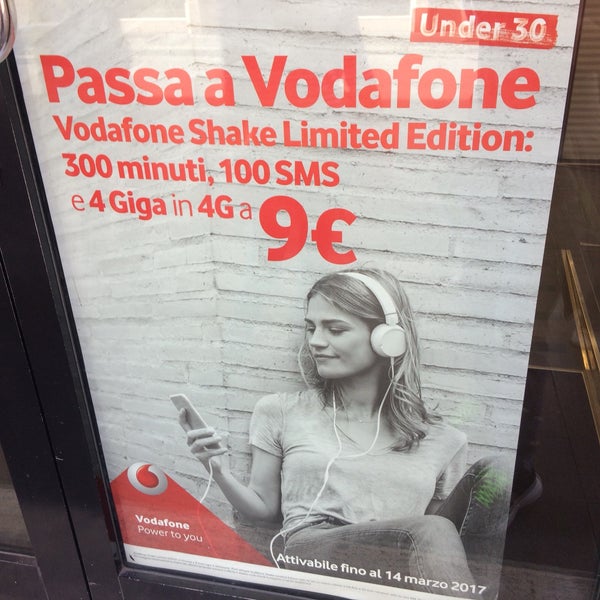 Under 30
Passa a Vodafone
Vodafone Shake Limited Edition:
300 minuti, 100 SMS
e 4 Giga in 4G a 9€
Vodafone
Power to you
Attivabile fino al 14 marzo 2017